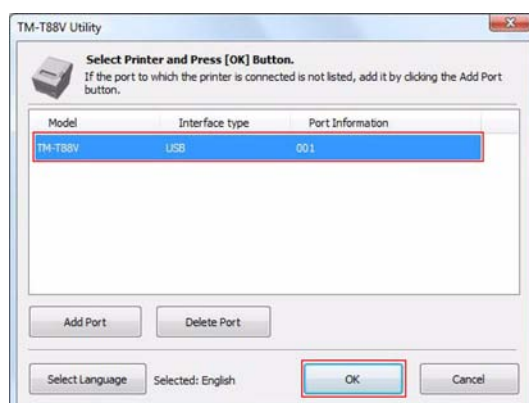 TM-T88V Utility
Select Printer and Press [OK] Button.
If the port to which the printer is connected is not listed, add it by clicking the Add Port
button.
Model Interface type Port Information
TM-T88V USB 001
Add Port Delete Port
Select Language Selected: English OK Cancel